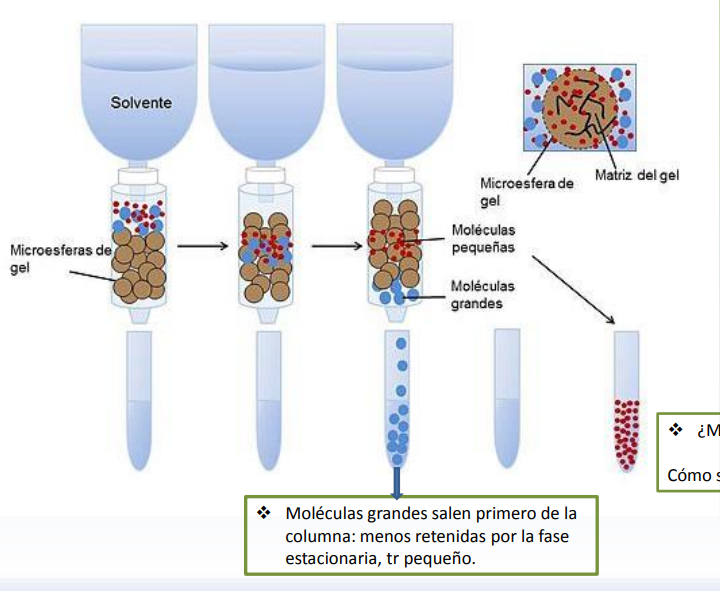 Solvente
Microesfera de
gel
Matriz del gel
Microesferas de
gel
Moléculas
pequeñas
Moléculas
grandes
❖ ¿M
Cómo s
❖ Moléculas grandes salen primero de la
columna: menos retenidas por la fase
estacionaria, tr pequeño.